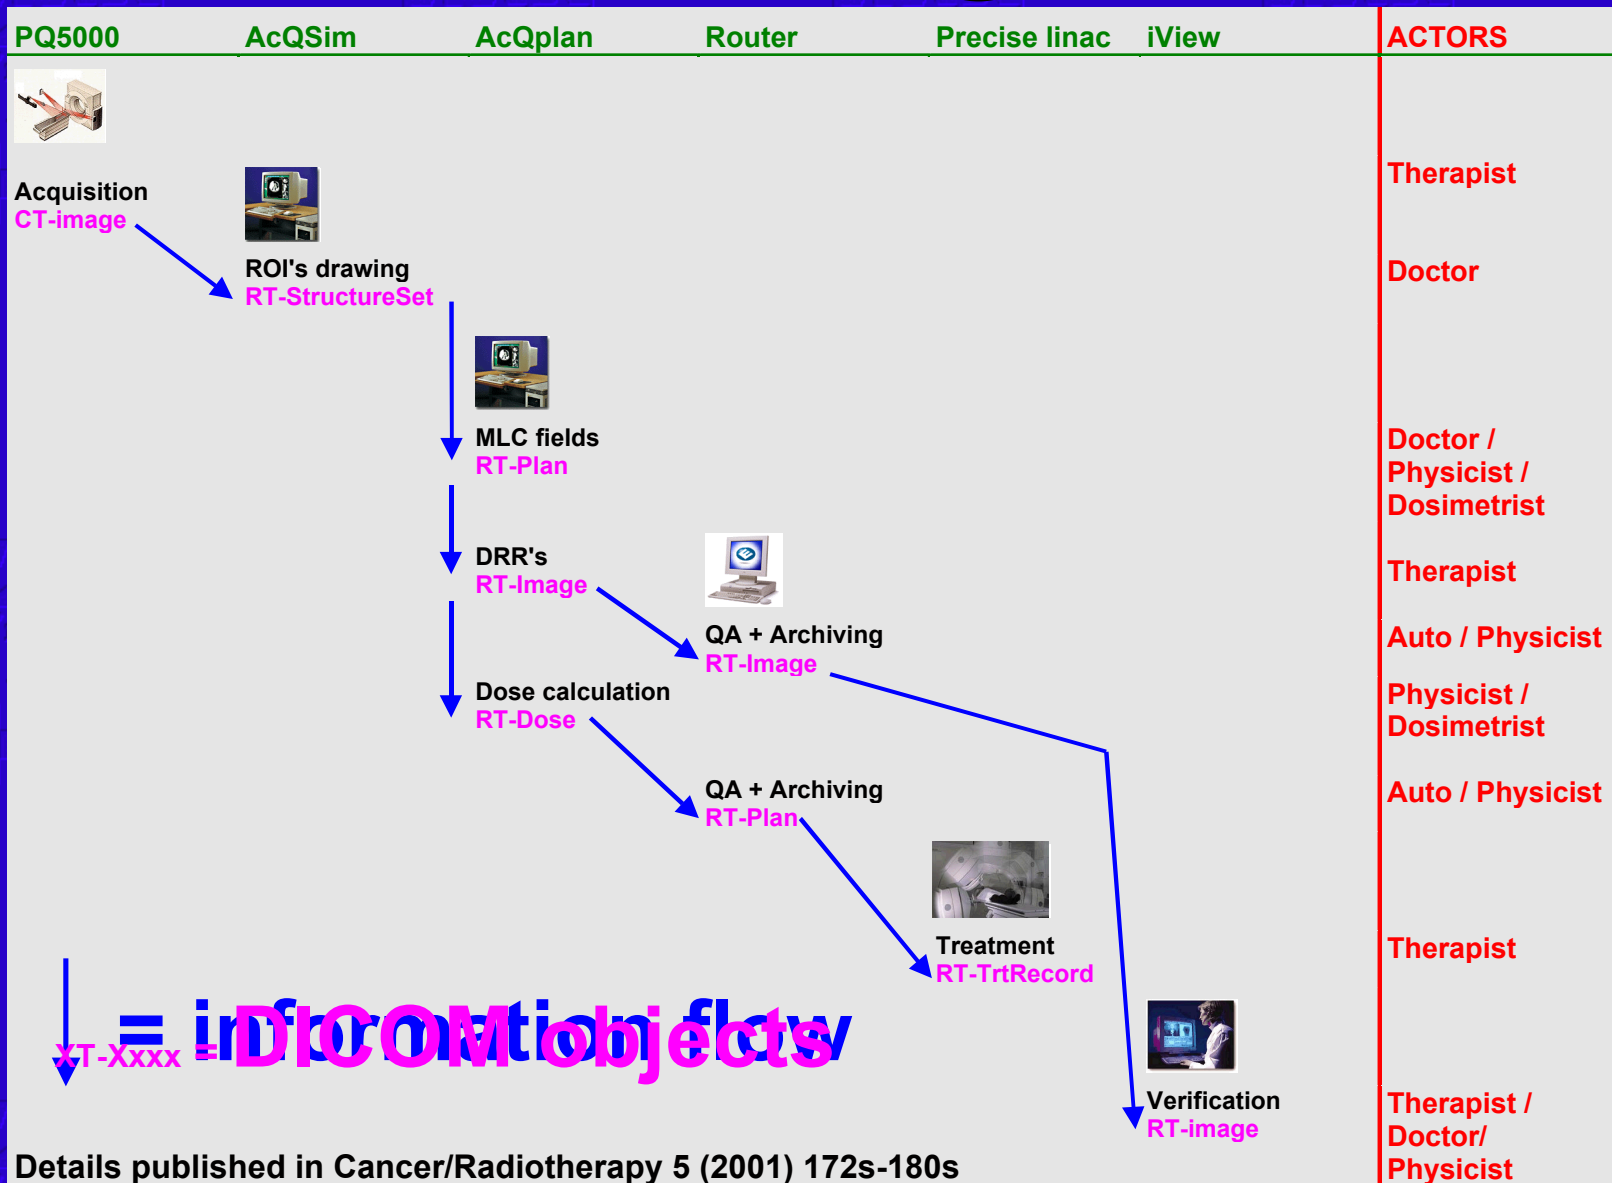 PQ5000 AcQSim AcQplan Router Precise linac iView ACTORS
Therapist
Acquisition
CT-image
ROI's drawing
RT-StructureSet
Doctor
MLC fields
RT-Plan
Doctor /
Physicist /
Dosimetrist
DRR's
RT-Image
Therapist
QA + Archiving
RT-Image
Auto / Physicist
Dose calculation
RT-Dose
Physicist /
Dosimetrist
QA + Archiving
RT-Plan
Auto / Physicist
Treatment
RT-TrtRecord
Therapist
= information flow
XT-Xxxx = DICOM objects
Verification
RT-image
Therapist /
Doctor/
Physicist
Details published in Cancer/Radiotherapy 5 (2001) 172s-180s